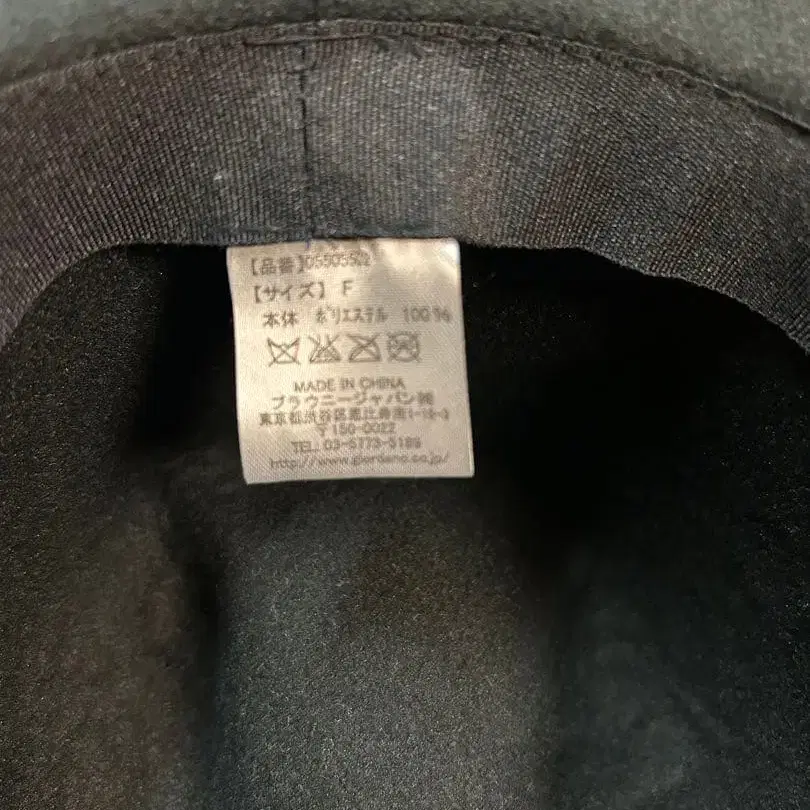 【品番】0550352
【サイズ】 F
本体 ポリエステル 100%
MADE IN CHINA
ブラウニージャパン㈱
東京都渋谷区恵比寿南1-15-3
〒150-0022
TEL. 03-5773-5189
http://www.giordano.co.jp/